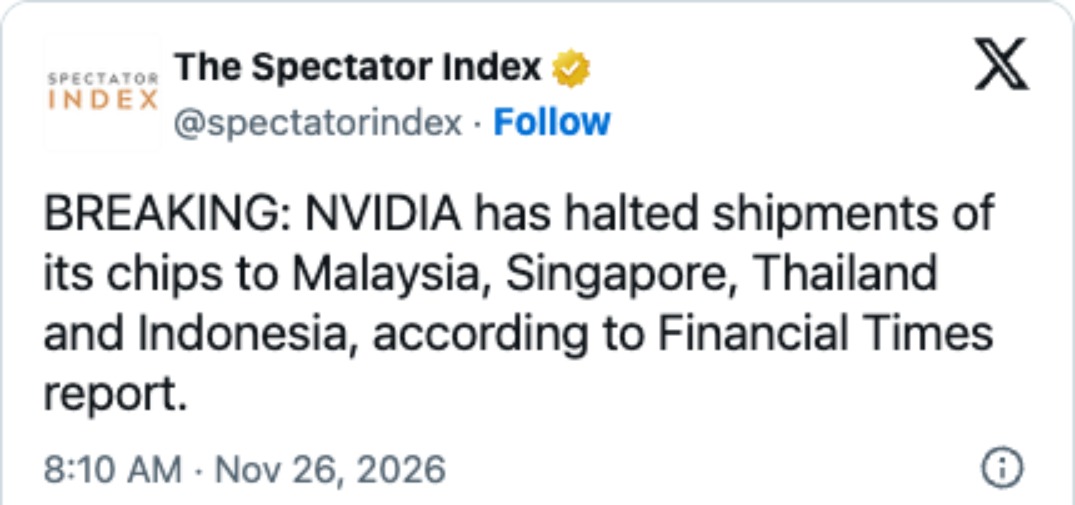 SPECTATOR
INDEX
The Spectator Index
@spectatorindex · Follow
BREAKING: NVIDIA has halted shipments of
its chips to Malaysia, Singapore, Thailand
and Indonesia, according to Financial Times
report.
8:10 AM · Nov 26, 2026